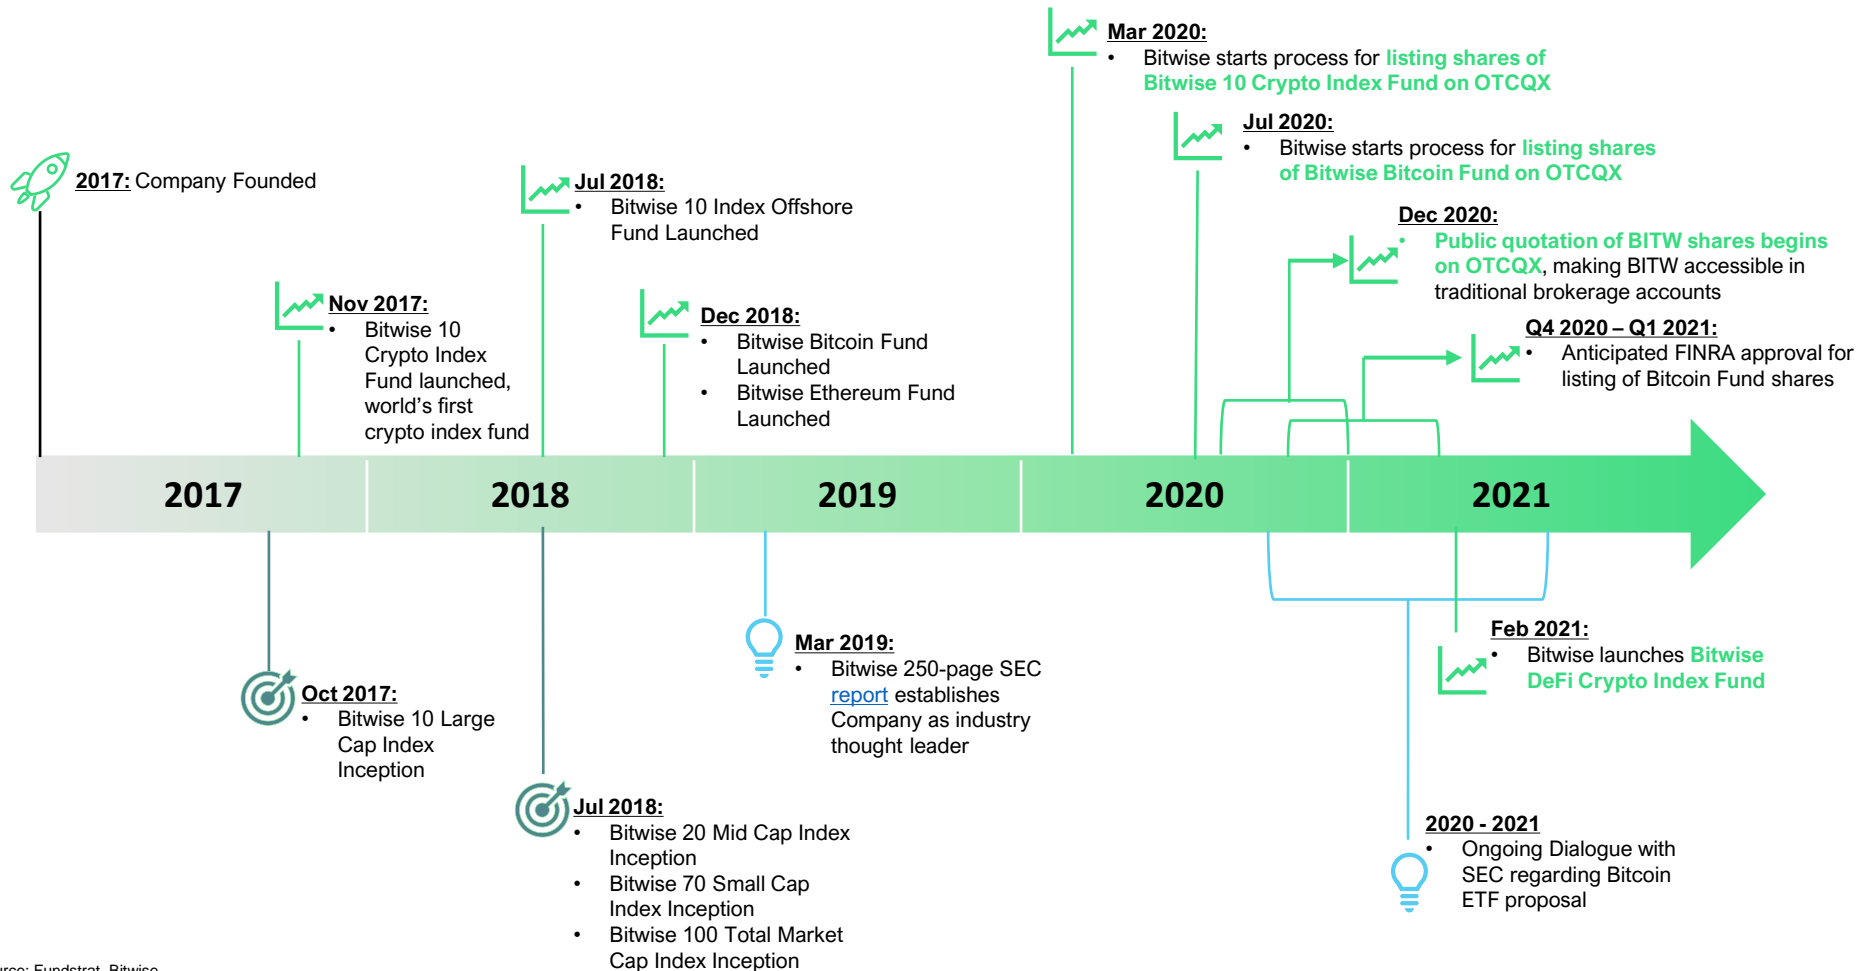 Mar 2020:
• Bitwise starts process for listing shares of
Bitwise 10 Crypto Index Fund on OTCQX
Jul 2020:
• Bitwise starts process for listing shares
of Bitwise Bitcoin Fund on OTCQX
2017: Company Founded
Jul 2018:
• Bitwise 10 Index Offshore
Fund Launched
Dec 2020:
• Public quotation of BITW shares begins
on OTCQX, making BITW accessible in
traditional brokerage accounts
Nov 2017:
• Bitwise 10
Crypto Index
Fund launched,
world's first
crypto index fund
Dec 2018:
• Bitwise Bitcoin Fund
Launched
• Bitwise Ethereum Fund
Launched
Q4 2020 – Q1 2021:
• Anticipated FINRA approval for
listing of Bitcoin Fund shares
2017
2018
2019
2020
2021
Oct 2017:
• Bitwise 10 Large
Cap Index
Inception
Mar 2019:
• Bitwise 250-page SEC
report establishes
Company as industry
thought leader
Feb 2021:
• Bitwise launches Bitwise
DeFi Crypto Index Fund
Jul 2018:
• Bitwise 20 Mid Cap Index
Inception
• Bitwise 70 Small Cap
Index Inception
• Bitwise 100 Total Market
Cap Index Inception
2020 - 2021
• Ongoing Dialogue with
SEC regarding Bitcoin
ETF proposal
Fundstrat, Bitwise